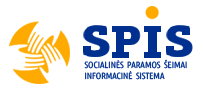 SPIS
SOCIALINĖS PARAMOS ŠEIMAI
INFORMACINĖ SISTEMA